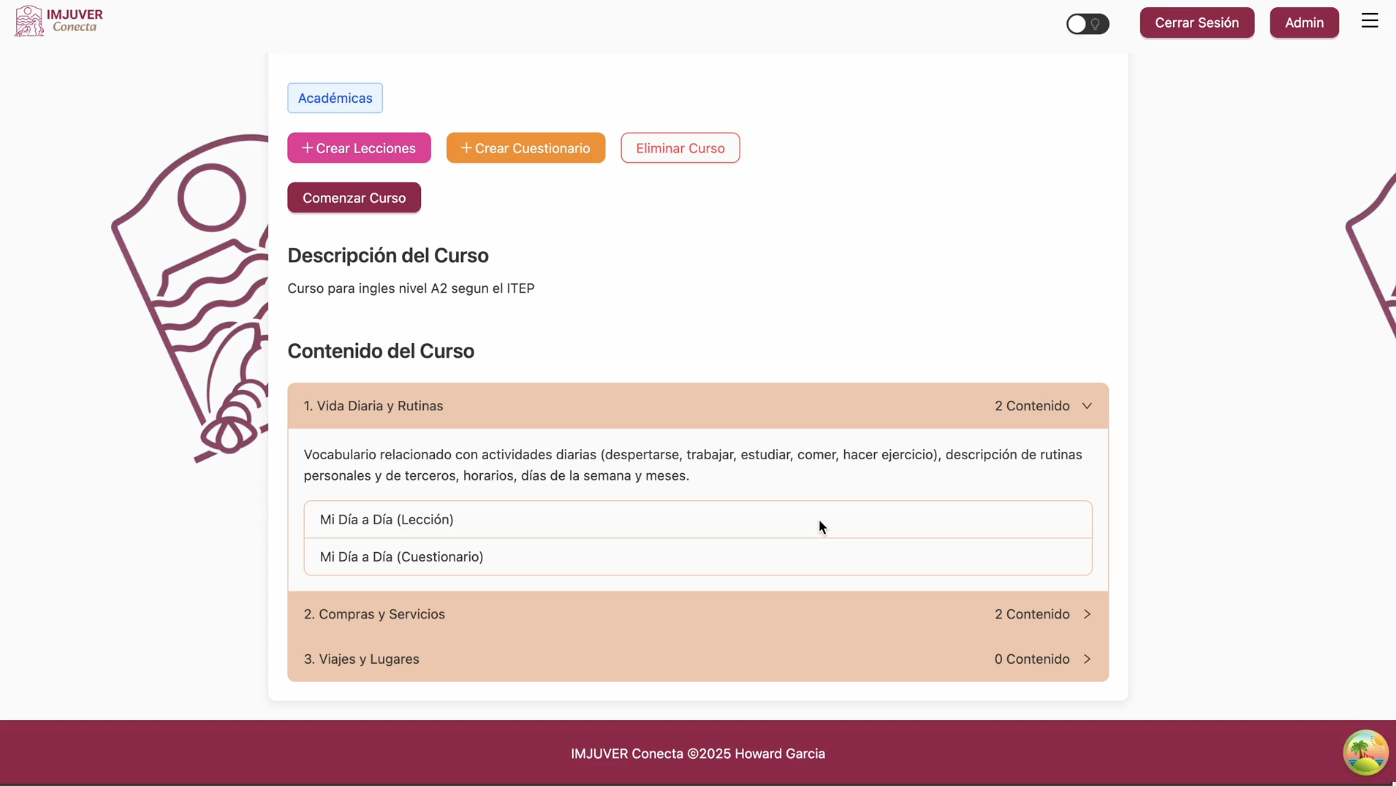 IMJUVER
Conecta
Cerrar Sesión
Admin
Académicas
+ Crear Lecciones
+ Crear Cuestionario
Eliminar Curso
Comenzar Curso
Descripción del Curso
Curso para ingles nivel A2 segun el ITEP
Contenido del Curso
1. Vida Diaria y Rutinas
2 Contenido
Vocabulario relacionado con actividades diarias (despertarse, trabajar, estudiar, comer, hacer ejercicio), descripción de rutinas
personales y de terceros, horarios, días de la semana y meses.
Mi Día a Día (Lección)
Mi Día a Día (Cuestionario)
2. Compras y Servicios
2 Contenido
3. Viajes y Lugares
0 Contenido
IMJUVER Conecta ©2025 Howard Garcia